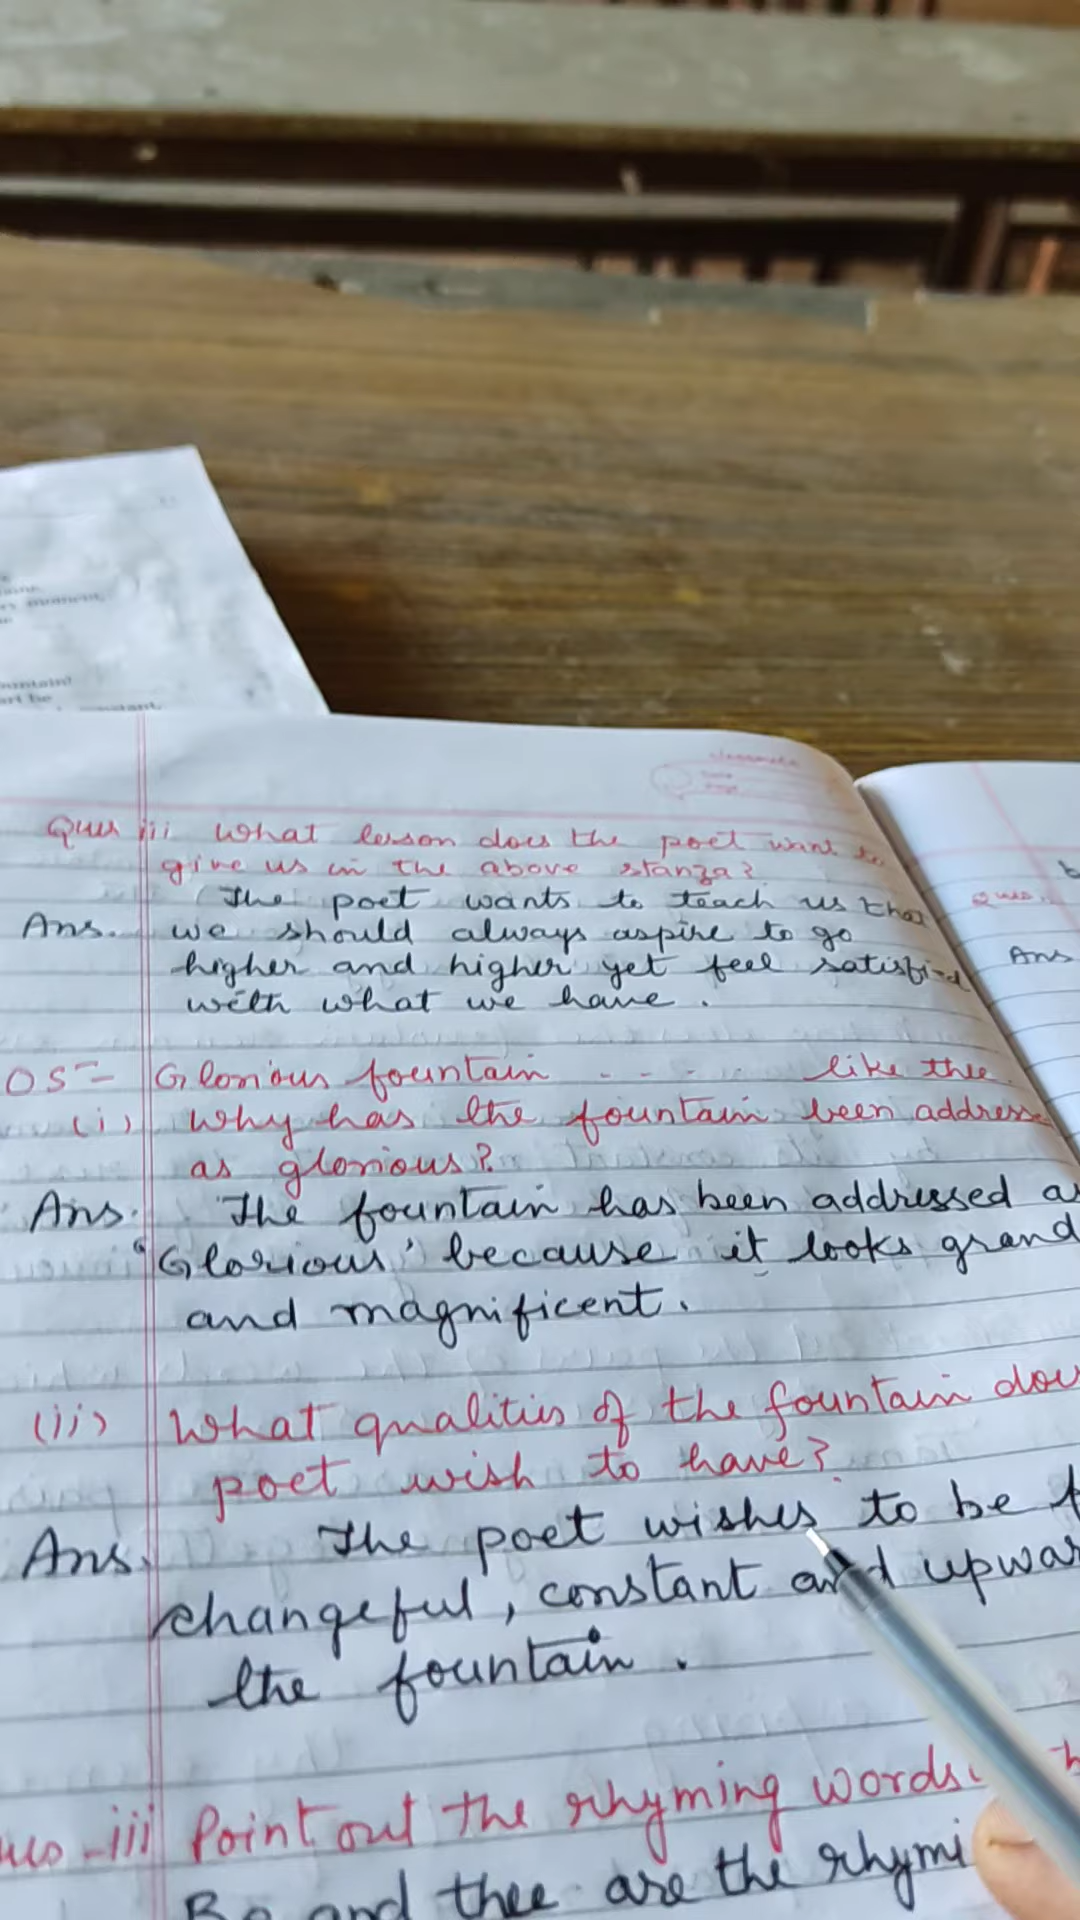 Ques iii What lesson does the poet want to
give us in the above stanza?
The poet wants to teach us that
Ans. we should always aspire to go
higher and higher yet feel satisfied
with what we have.
05 - Glorious fountain - - - - like thee.
(i) Why has the fountain been addresse
as glorious?
Ans. The fountain has been addressed as
'Glorious' because it looks grand
and magnificent.
(ii) What qualities of the fountain does
poet wish to have?
Ans. The poet wishes to be f
changeful, constant and upwar
the fountain.
iii Point out the rhyming words
Be and thee are the rhymi
Ques.
Ans